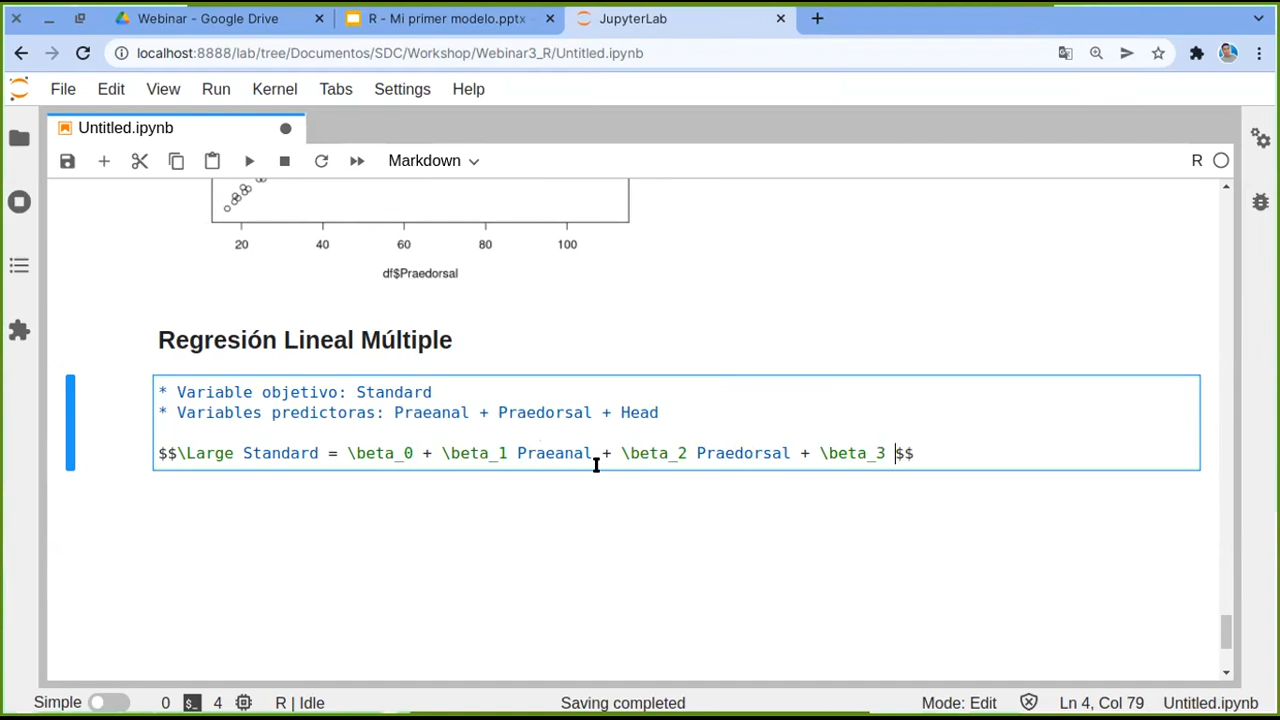 Webinar - Google Drive
R - Mi primer modelo.pptx -
JupyterLab
localhost:8888/lab/tree/Documentos/SDC/Workshop/Webinar3_R/Untitled.ipynb
File Edit View Run Kernel Tabs Settings Help
Untitled.ipynb
Markdown
R
20 40 60 80 100
df$Praedorsal
Regresión Lineal Múltiple
* Variable objetivo: Standard
* Variables predictoras: Praeanal + Praedorsal + Head
$$\Large Standard = \beta_0 + \beta_1 Praeanal + \beta_2 Praedorsal + \beta_3 $$
Simple 0 4 R | Idle Saving completed Mode: Edit Ln 4, Col 79 Untitled.ipynb